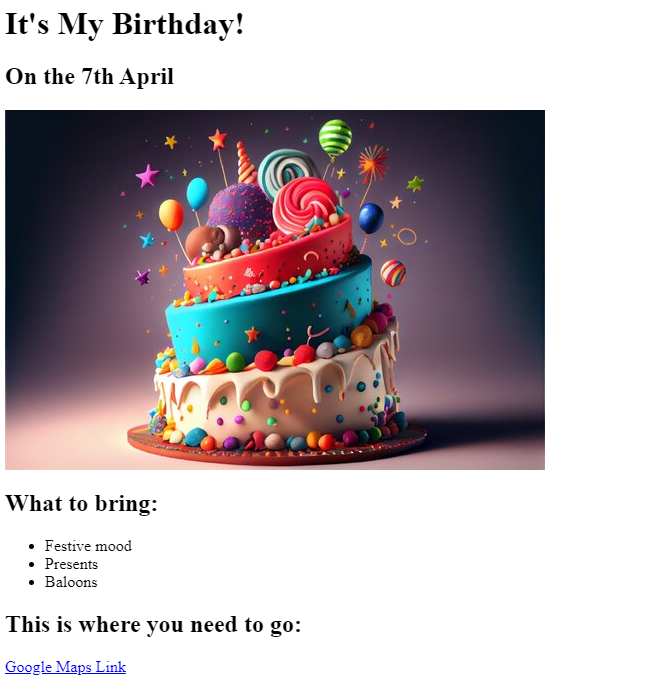 It's My Birthday!
On the 7th April
What to bring:
Festive mood
Presents
Baloons
This is where you need to go:
Google Maps Link